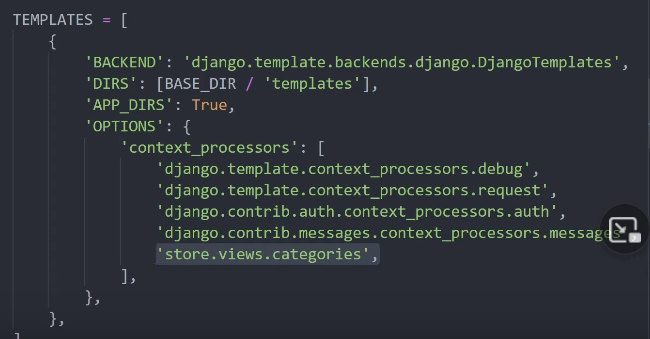 TEMPLATES = [
    {
        'BACKEND': 'django.template.backends.django.DjangoTemplates',
        'DIRS': [BASE_DIR / 'templates'],
        'APP_DIRS': True,
        'OPTIONS': {
            'context_processors': [
                'django.template.context_processors.debug',
                'django.template.context_processors.request',
                'django.contrib.auth.context_processors.auth',
                'django.contrib.messages.context_processors.messages'
                'store.views.categories',
            ],
        },
    },
]